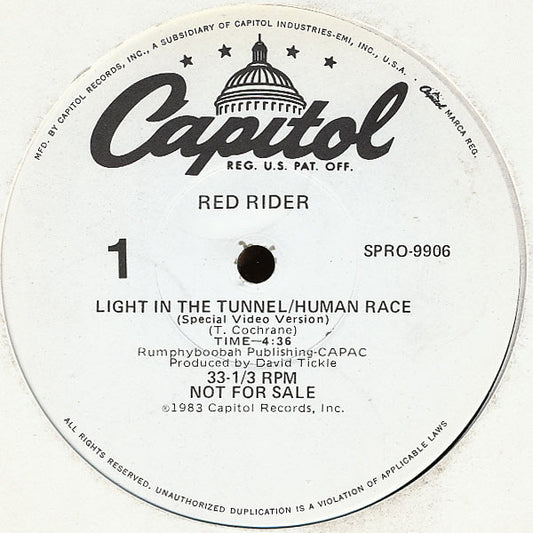 MFD. BY CAPITOL RECORDS, INC., A SUBSIDIARY OF CAPITOL INDUSTRIES-EMI, INC., U.S.A. · Capitol MARCA REG.
Capitol
REG. U.S. PAT. OFF.
RED RIDER
1
SPRO-9906
LIGHT IN THE TUNNEL/HUMAN RACE
(Special Video Version)
(T. Cochrane)
TIME—4:36
Rumphyboobah Publishing-CAPAC
Produced by David Tickle
33-1/3 RPM
NOT FOR SALE
℗1983 Capitol Records, Inc.
ALL RIGHTS RESERVED. UNAUTHORIZED DUPLICATION IS A VIOLATION OF APPLICABLE LAWS